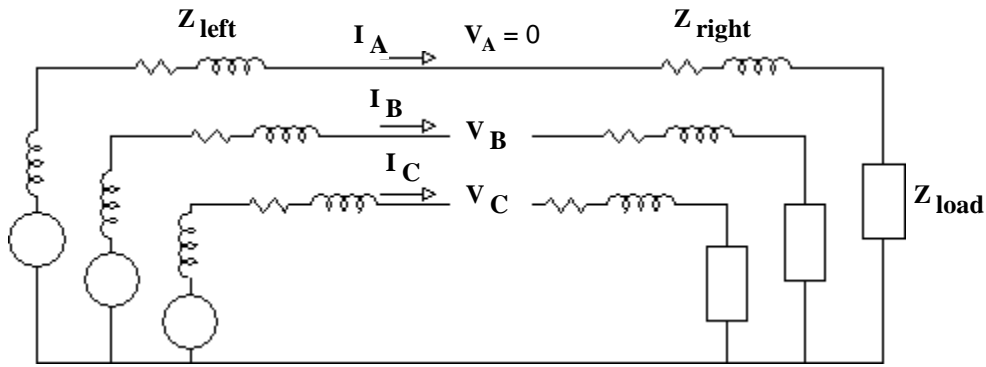 Z left
I A
V A = 0
Z right
I B
V B
I C
V C
Z load